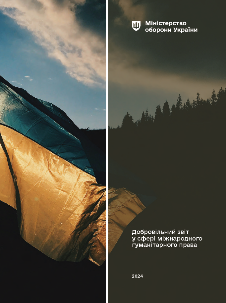 Міністерство
оборони України
Добровільний звіт
у сфері міжнародного
гуманітарного права
2024